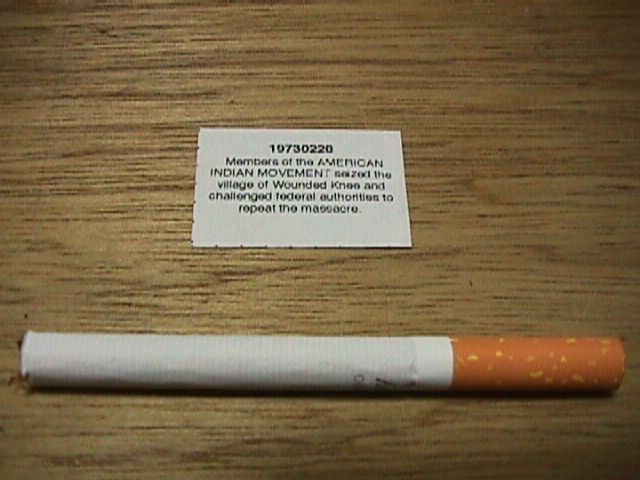 19730220
Members of the AMERICAN
INDIAN MOVEMENT seized the
village of Wounded Knee and
challenged federal authorities to
repeat the massacre.